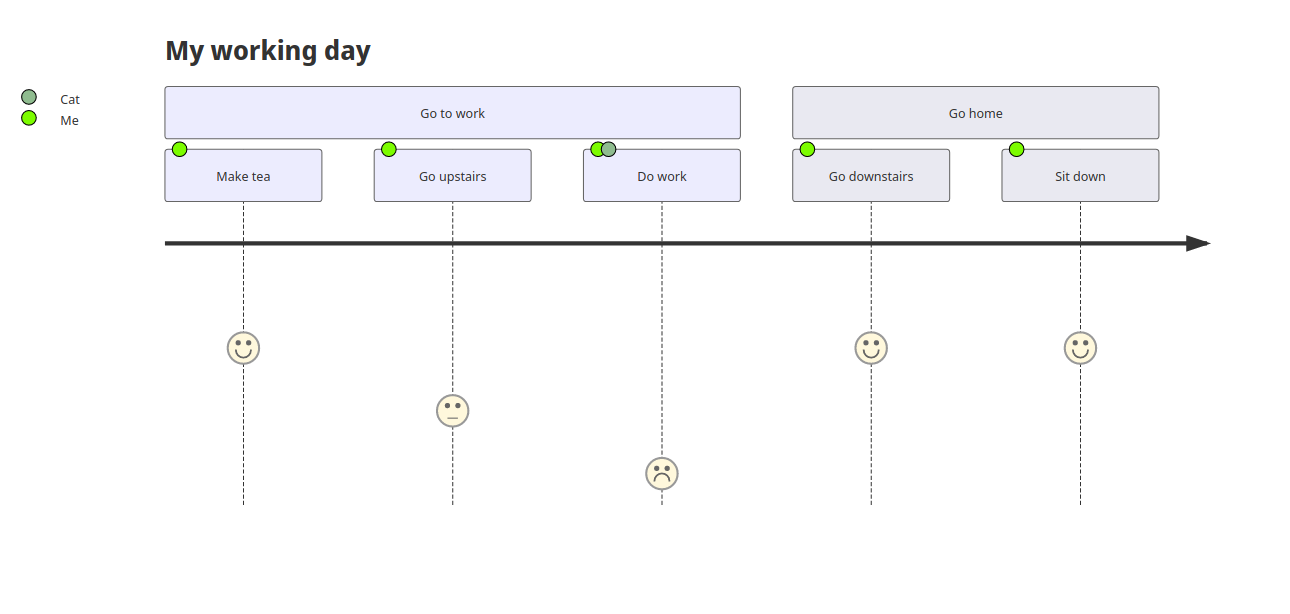 My working day
Cat
Me
Go to work
Go home
Make tea
Go upstairs
Do work
Go downstairs
Sit down